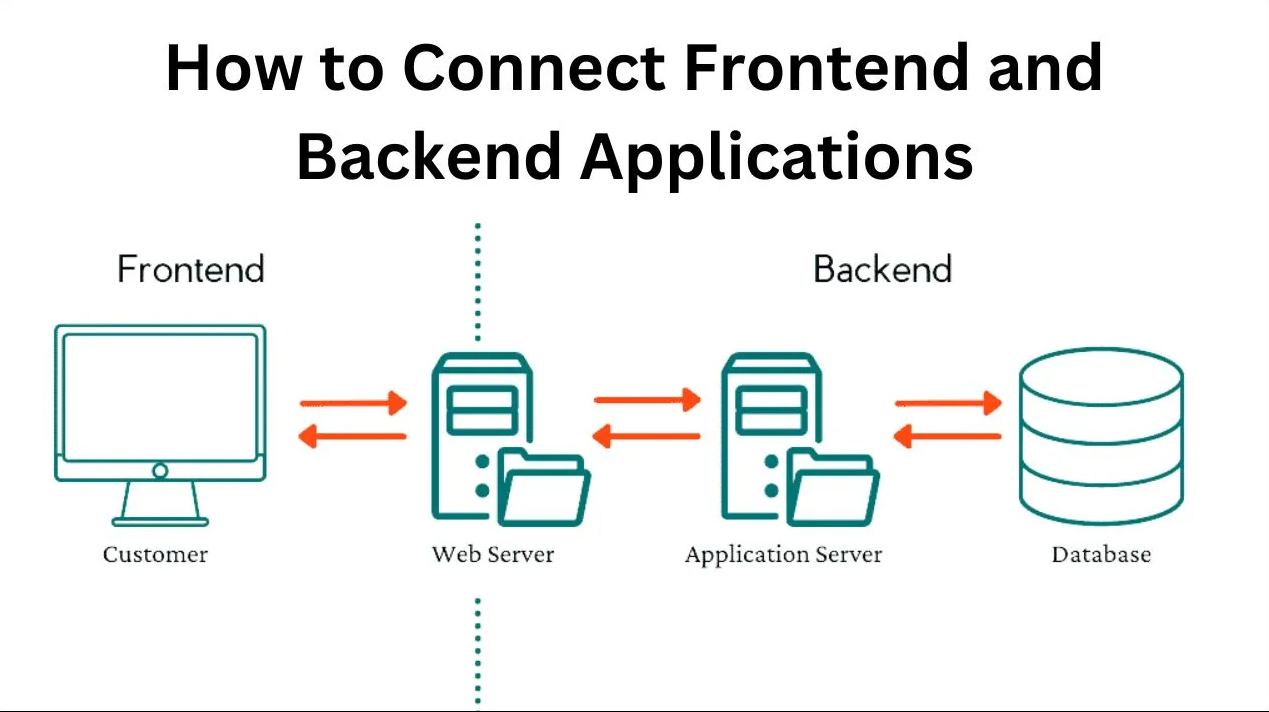 How to Connect Frontend and
Backend Applications
Frontend
Backend
Customer
Web Server
Application Server
Database